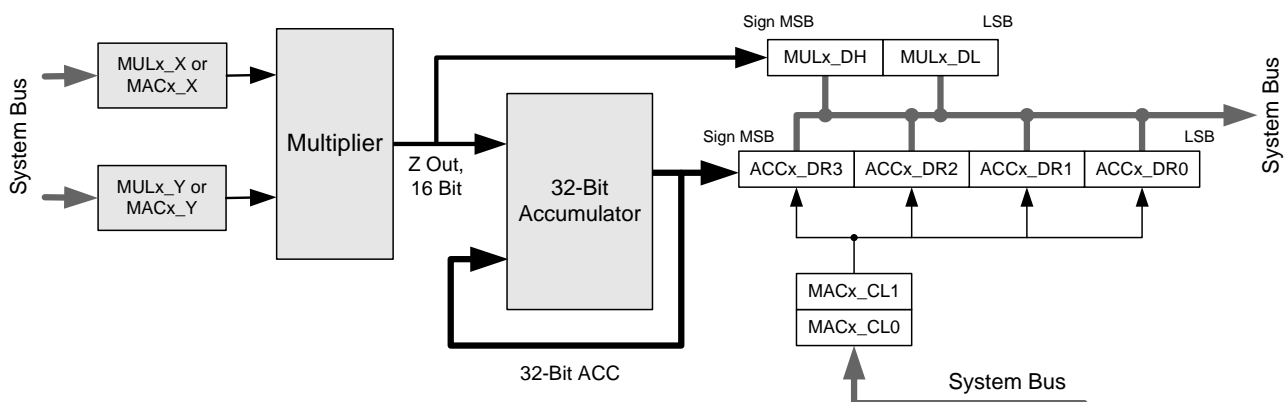 Sign MSB
LSB
MULx_DH
MULx_DL
System Bus
MULx_X or
MACx_X
MULx_Y or
MACx_Y
Multiplier
Z Out,
16 Bit
32-Bit
Accumulator
32-Bit ACC
Sign MSB
LSB
ACCx_DR3
ACCx_DR2
ACCx_DR1
ACCx_DR0
System Bus
MACx_CL1
MACx_CL0
System Bus